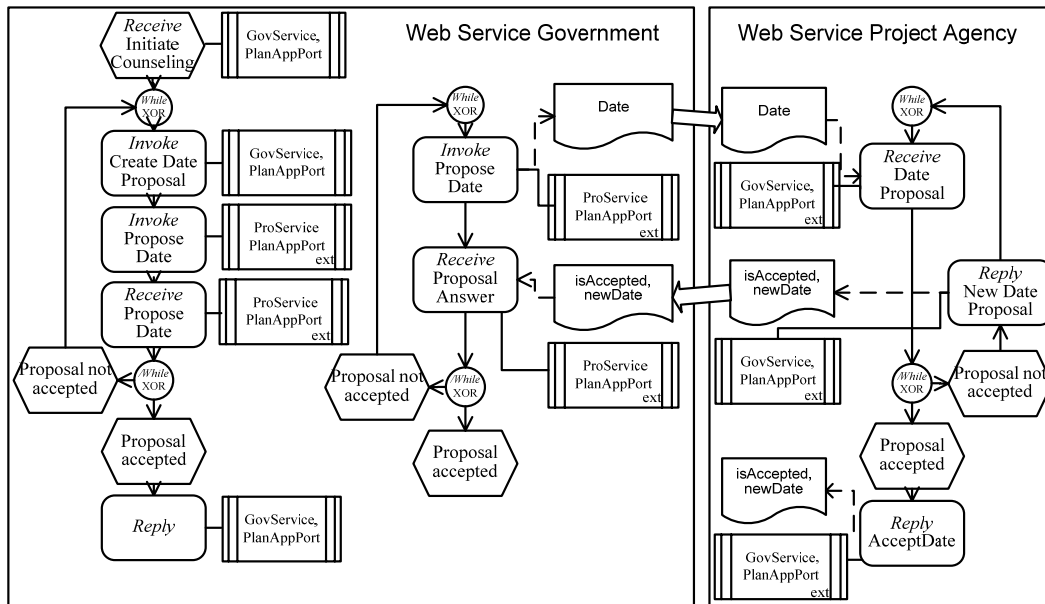 Web Service Government
Receive
Initiate
Counseling
GovService,
PlanAppPort
While
XOR
Invoke
Create Date
Proposal
GovService,
PlanAppPort
Invoke
Propose
Date
ProService
PlanAppPort
ext
Receive
Propose
Date
ProService
PlanAppPort
ext
Proposal not
accepted
/While
XOR
Proposal
accepted
Reply
GovService,
PlanAppPort
While
XOR
Invoke
Propose
Date
Date
ProService
PlanAppPort
ext
Receive
Proposal
Answer
isAccepted,
newDate
ProService
PlanAppPort
ext
Proposal not
accepted
/While
XOR
Proposal
accepted
Web Service Project Agency
Date
While
XOR
Receive
Date
Proposal
GovService,
PlanAppPort
ext
isAccepted,
newDate
Reply
New Date
Proposal
GovService,
PlanAppPort
ext
/While
XOR
Proposal not
accepted
Proposal
accepted
isAccepted,
newDate
Reply
AcceptDate
GovService,
PlanAppPort
ext